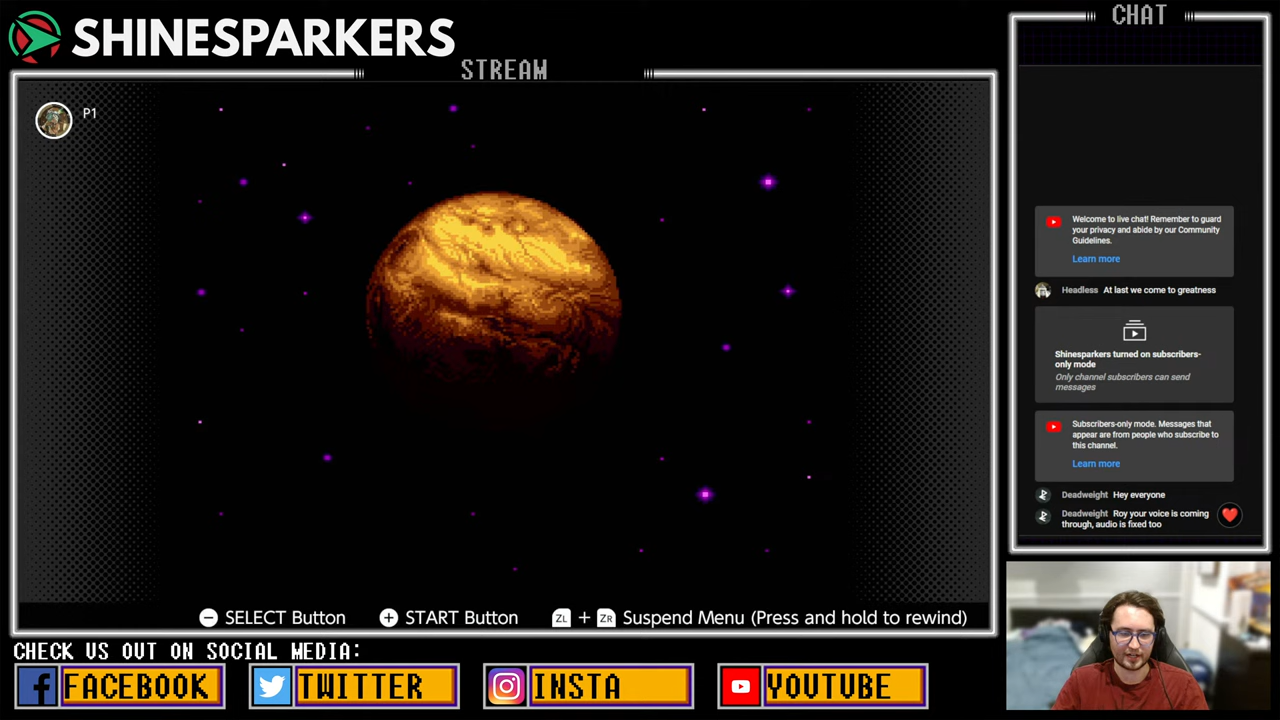 SHINESPARKERS
STREAM
P1
SELECT Button
START Button
ZL + ZR Suspend Menu (Press and hold to rewind)
CHECK US OUT ON SOCIAL MEDIA:
FACEBOOK
TWITTER
INSTA
YOUTUBE
CHAT
Welcome to live chat! Remember to guard
your privacy and abide by our Community
Guidelines.
Learn more
Headless At last we come to greatness
Shinesparkers turned on subscribers-
only mode
Only channel subscribers can send
messages
Subscribers-only mode. Messages that
appear are from people who subscribe to
this channel.
Learn more
Deadweight Hey everyone
Deadweight Roy your voice is coming
through, audio is fixed too